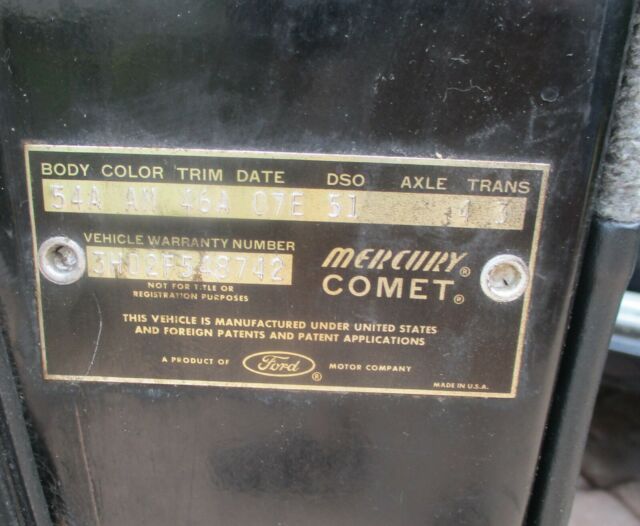 BODY COLOR TRIM DATE DSO AXLE TRANS
54A AM 46A 07E 51 4 3
VEHICLE WARRANTY NUMBER
3H02F548742
NOT FOR TITLE OR
REGISTRATION PURPOSES
MERCURY®
COMET®
THIS VEHICLE IS MANUFACTURED UNDER UNITED STATES
AND FOREIGN PATENTS AND PATENT APPLICATIONS
A PRODUCT OF Ford® MOTOR COMPANY
MADE IN U.S.A.